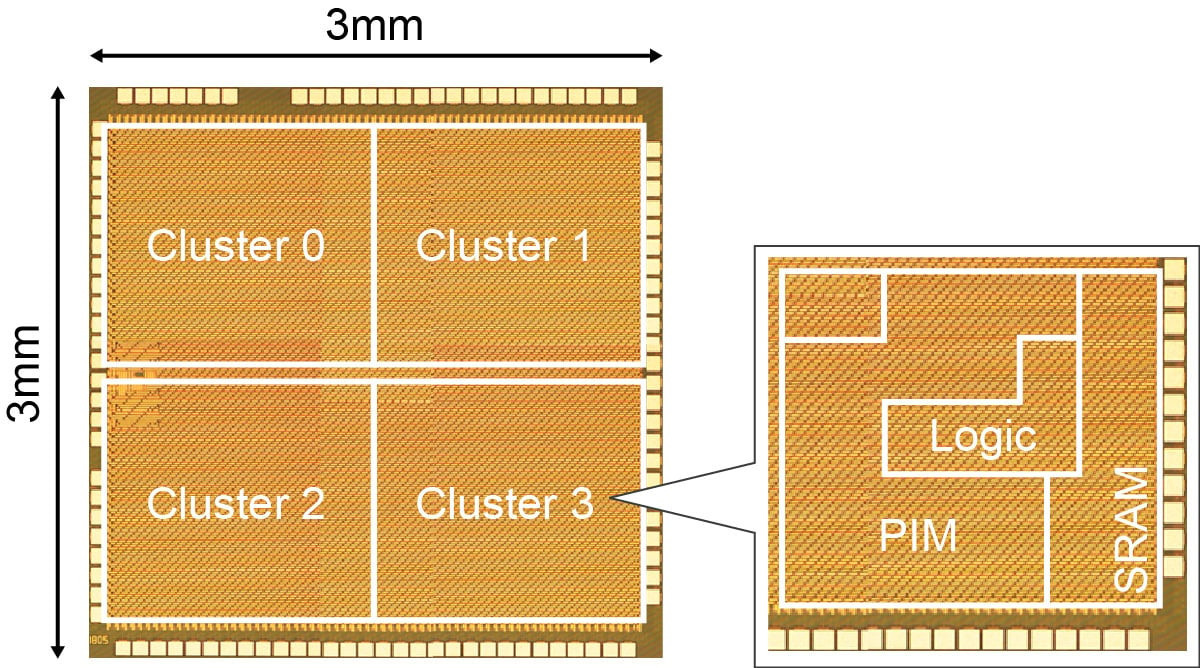 3mm
3mm
Cluster 0
Cluster 1
Cluster 2
Cluster 3
Logic
PIM
SRAM